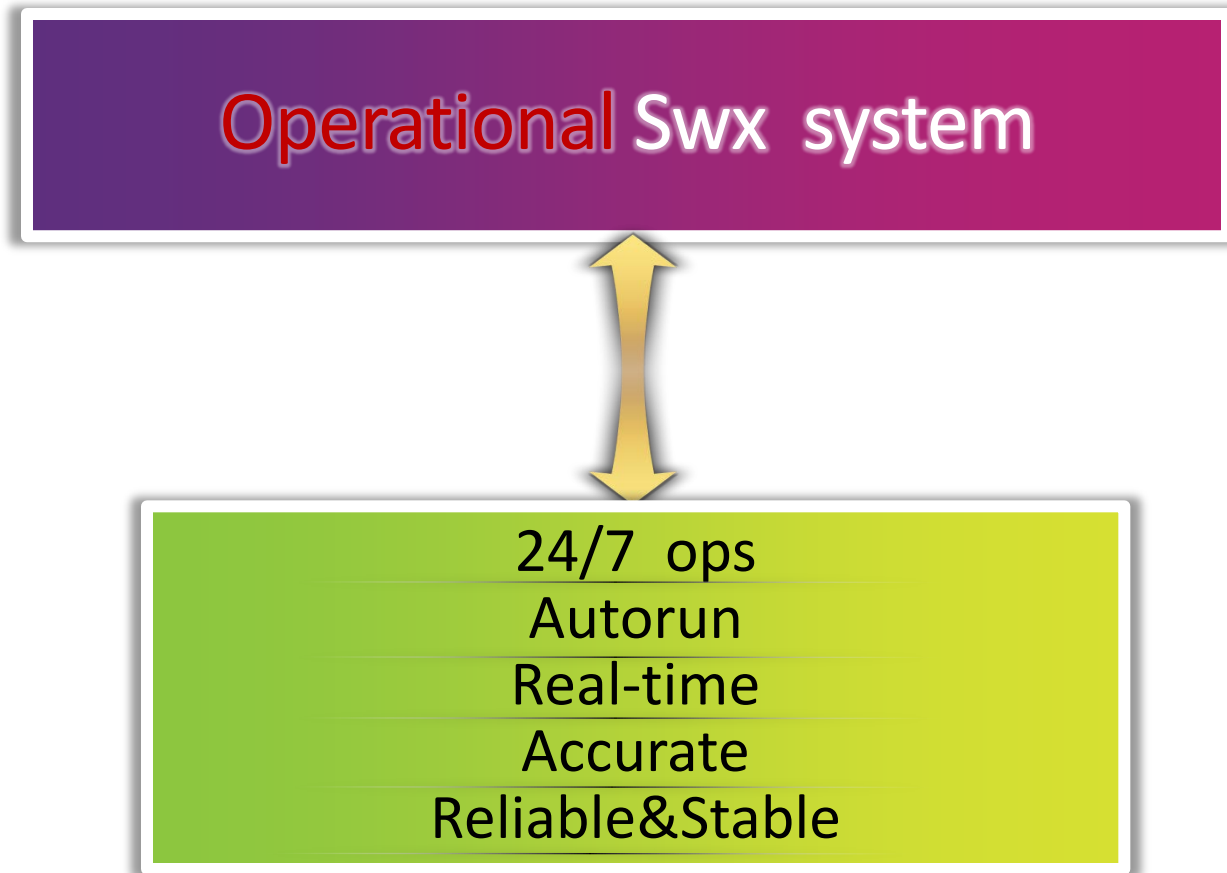 Operational Swx system
24/7 ops
Autorun
Real-time
Accurate
Reliable&Stable